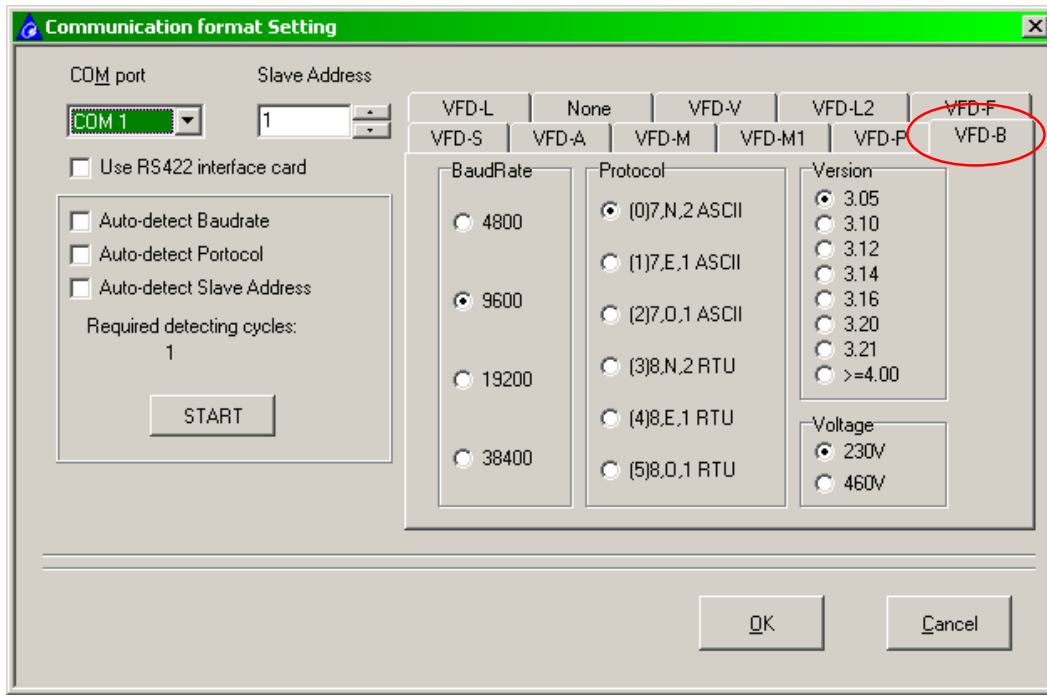 Communication format Setting
COM port
Slave Address
COM 1
1
Use RS422 interface card
Auto-detect Baudrate
Auto-detect Portocol
Auto-detect Slave Address
Required detecting cycles:
1
START
VFD-L None VFD-V VFD-L2 VFD-F
VFD-S VFD-A VFD-M VFD-M1 VFD-P VFD-B
BaudRate
4800
9600
19200
38400
Protocol
(0)7,N,2 ASCII
(1)7,E,1 ASCII
(2)7,O,1 ASCII
(3)8,N,2 RTU
(4)8,E,1 RTU
(5)8,O,1 RTU
Version
3.05
3.10
3.12
3.14
3.16
3.20
3.21
>=4.00
Voltage
230V
460V
OK
Cancel